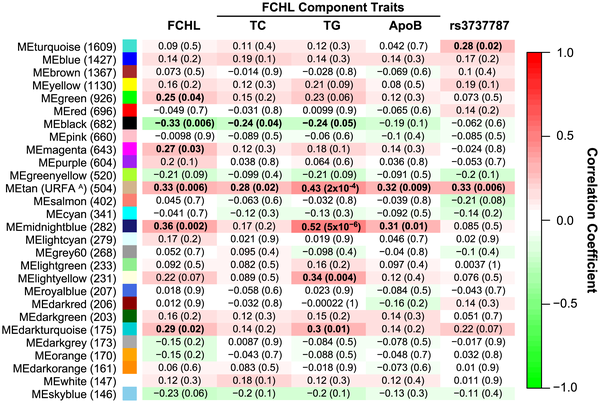 FCHL Component Traits
FCHL TC TG ApoB rs3737787
MEturquoise (1609) 0.09 (0.5) 0.11 (0.4) 0.12 (0.3) 0.042 (0.7) 0.28 (0.02)
MEblue (1427) 0.14 (0.2) 0.19 (0.1) 0.14 (0.3) 0.14 (0.3) 0.17 (0.2)
MEbrown (1367) 0.073 (0.5) −0.014 (0.9) −0.028 (0.8) −0.069 (0.6) 0.1 (0.4)
MEyellow (1130) 0.16 (0.2) 0.12 (0.3) 0.21 (0.09) 0.08 (0.5) 0.19 (0.1)
MEgreen (926) 0.25 (0.04) 0.15 (0.2) 0.23 (0.06) 0.12 (0.3) 0.073 (0.5)
MEred (696) −0.049 (0.7) −0.031 (0.8) 0.0099 (0.9) −0.065 (0.6) 0.14 (0.2)
MEblack (682) −0.33 (0.006) −0.24 (0.04) −0.24 (0.05) −0.19 (0.1) −0.062 (0.6)
MEpink (660) −0.0098 (0.9) −0.089 (0.5) −0.06 (0.6) −0.1 (0.4) −0.085 (0.5)
MEmagenta (643) 0.27 (0.03) 0.12 (0.3) 0.18 (0.1) 0.14 (0.3) −0.024 (0.8)
MEpurple (604) 0.2 (0.1) 0.038 (0.8) 0.064 (0.6) 0.036 (0.8) −0.053 (0.7)
MEgreenyellow (520) −0.21 (0.09) −0.099 (0.4) −0.21 (0.09) −0.091 (0.5) −0.2 (0.1)
MEtan (URFA ᴬ) (504) 0.33 (0.006) 0.28 (0.02) 0.43 (2x10⁻⁴) 0.32 (0.009) 0.33 (0.006)
MEsalmon (402) 0.045 (0.7) −0.063 (0.6) −0.032 (0.8) −0.039 (0.8) −0.21 (0.08)
MEcyan (341) −0.041 (0.7) −0.12 (0.3) −0.13 (0.3) −0.092 (0.5) −0.14 (0.2)
MEmidnightblue (282) 0.36 (0.002) 0.17 (0.2) 0.52 (5x10⁻⁶) 0.31 (0.01) 0.085 (0.5)
MElightcyan (279) 0.17 (0.2) 0.021 (0.9) 0.019 (0.9) 0.046 (0.7) 0.02 (0.9)
MEgrey60 (268) 0.052 (0.7) 0.095 (0.4) −0.098 (0.4) −0.04 (0.8) −0.1 (0.4)
MElightgreen (233) 0.092 (0.5) 0.082 (0.5) 0.16 (0.2) 0.097 (0.4) 0.0037 (1)
MElightyellow (231) 0.22 (0.07) 0.089 (0.5) 0.34 (0.004) 0.12 (0.4) 0.076 (0.5)
MEroyalblue (207) 0.018 (0.9) −0.058 (0.6) 0.023 (0.9) −0.084 (0.5) −0.043 (0.7)
MEdarkred (206) 0.012 (0.9) −0.032 (0.8) −0.00022 (1) −0.16 (0.2) 0.14 (0.3)
MEdarkgreen (203) 0.16 (0.2) 0.12 (0.3) 0.15 (0.2) 0.14 (0.2) 0.051 (0.7)
MEdarkturquoise (175) 0.29 (0.02) 0.14 (0.2) 0.3 (0.01) 0.14 (0.2) 0.22 (0.07)
MEdarkgrey (173) −0.15 (0.2) 0.0087 (0.9) −0.084 (0.5) −0.078 (0.5) −0.017 (0.9)
MEorange (170) −0.15 (0.2) −0.043 (0.7) −0.088 (0.5) −0.048 (0.7) 0.032 (0.8)
MEdarkorange (161) 0.06 (0.6) 0.083 (0.5) −0.018 (0.9) −0.073 (0.6) 0.01 (0.9)
MEwhite (147) 0.12 (0.3) 0.18 (0.1) 0.12 (0.3) 0.12 (0.4) 0.011 (0.9)
MEskyblue (146) −0.23 (0.06) −0.2 (0.1) −0.2 (0.1) −0.13 (0.3) −0.11 (0.4)
1.0
0.5
0.0
−0.5
−1.0
Correlation Coefficient